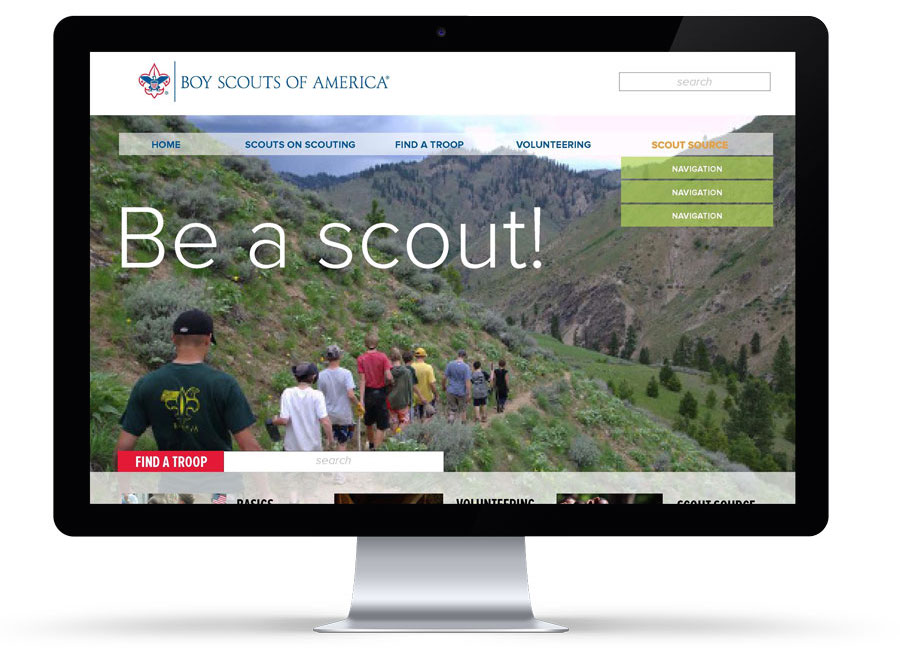 BOY SCOUTS OF AMERICA®
search
HOME
SCOUTS ON SCOUTING
FIND A TROOP
VOLUNTEERING
SCOUT SOURCE
NAVIGATION
NAVIGATION
NAVIGATION
Be a scout!
FIND A TROOP
search
BASICS
VOLUNTEERING
SCOUT SOURCE